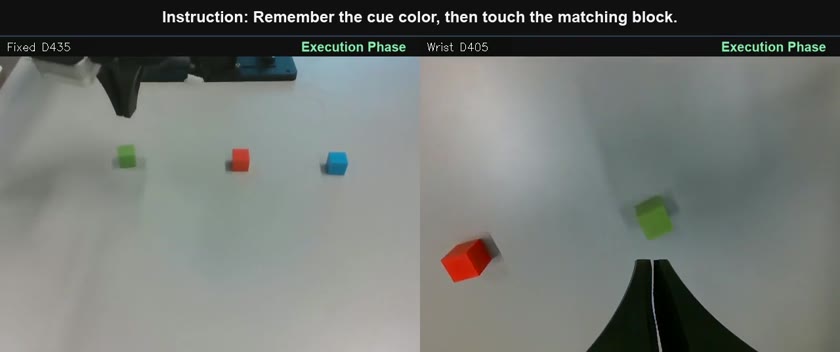 Instruction: Remember the cue color, then touch the matching block.
Fixed D435
Execution Phase
Wrist D405
Execution Phase